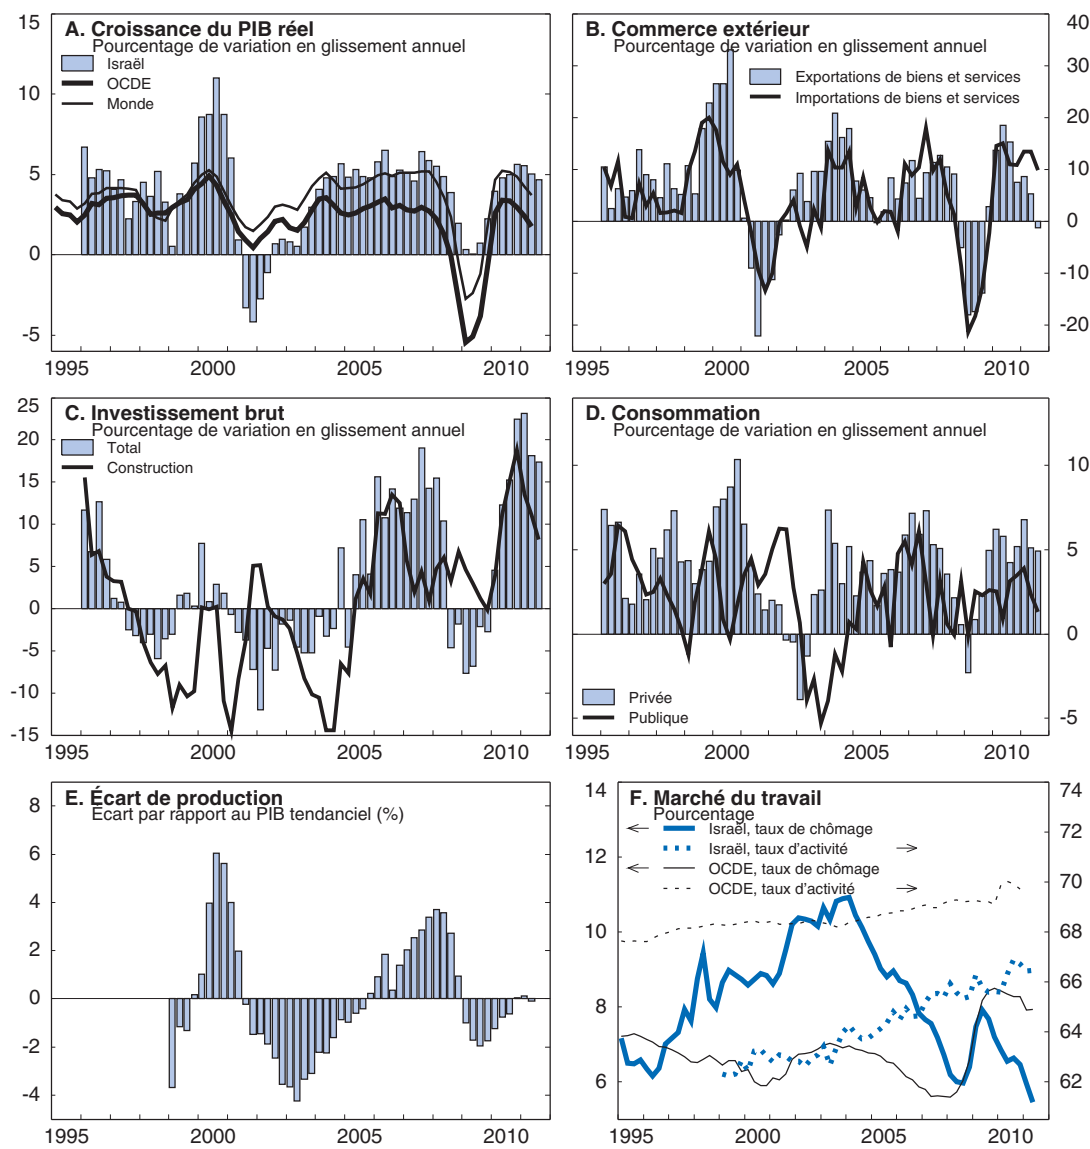 A. Croissance du PIB réel
Pourcentage de variation en glissement annuel
Israël
OCDE
Monde
15
10
5
0
-5
1995
2000
2005
2010
B. Commerce extérieur
Pourcentage de variation en glissement annuel
Exportations de biens et services
Importations de biens et services
40
30
20
10
0
-10
-20
1995
2000
2005
2010
C. Investissement brut
Pourcentage de variation en glissement annuel
Total
Construction
25
20
15
10
5
0
-5
-10
-15
1995
2000
2005
2010
D. Consommation
Pourcentage de variation en glissement annuel
Privée
Publique
10
5
0
-5
1995
2000
2005
2010
E. Écart de production
Écart par rapport au PIB tendanciel (%)
8
6
4
2
0
-2
-4
1995
2000
2005
2010
F. Marché du travail
Pourcentage
Israël, taux de chômage
Israël, taux d'activité
OCDE, taux de chômage
OCDE, taux d'activité
14
12
10
8
6
74
72
70
68
66
64
62
1995
2000
2005
2010